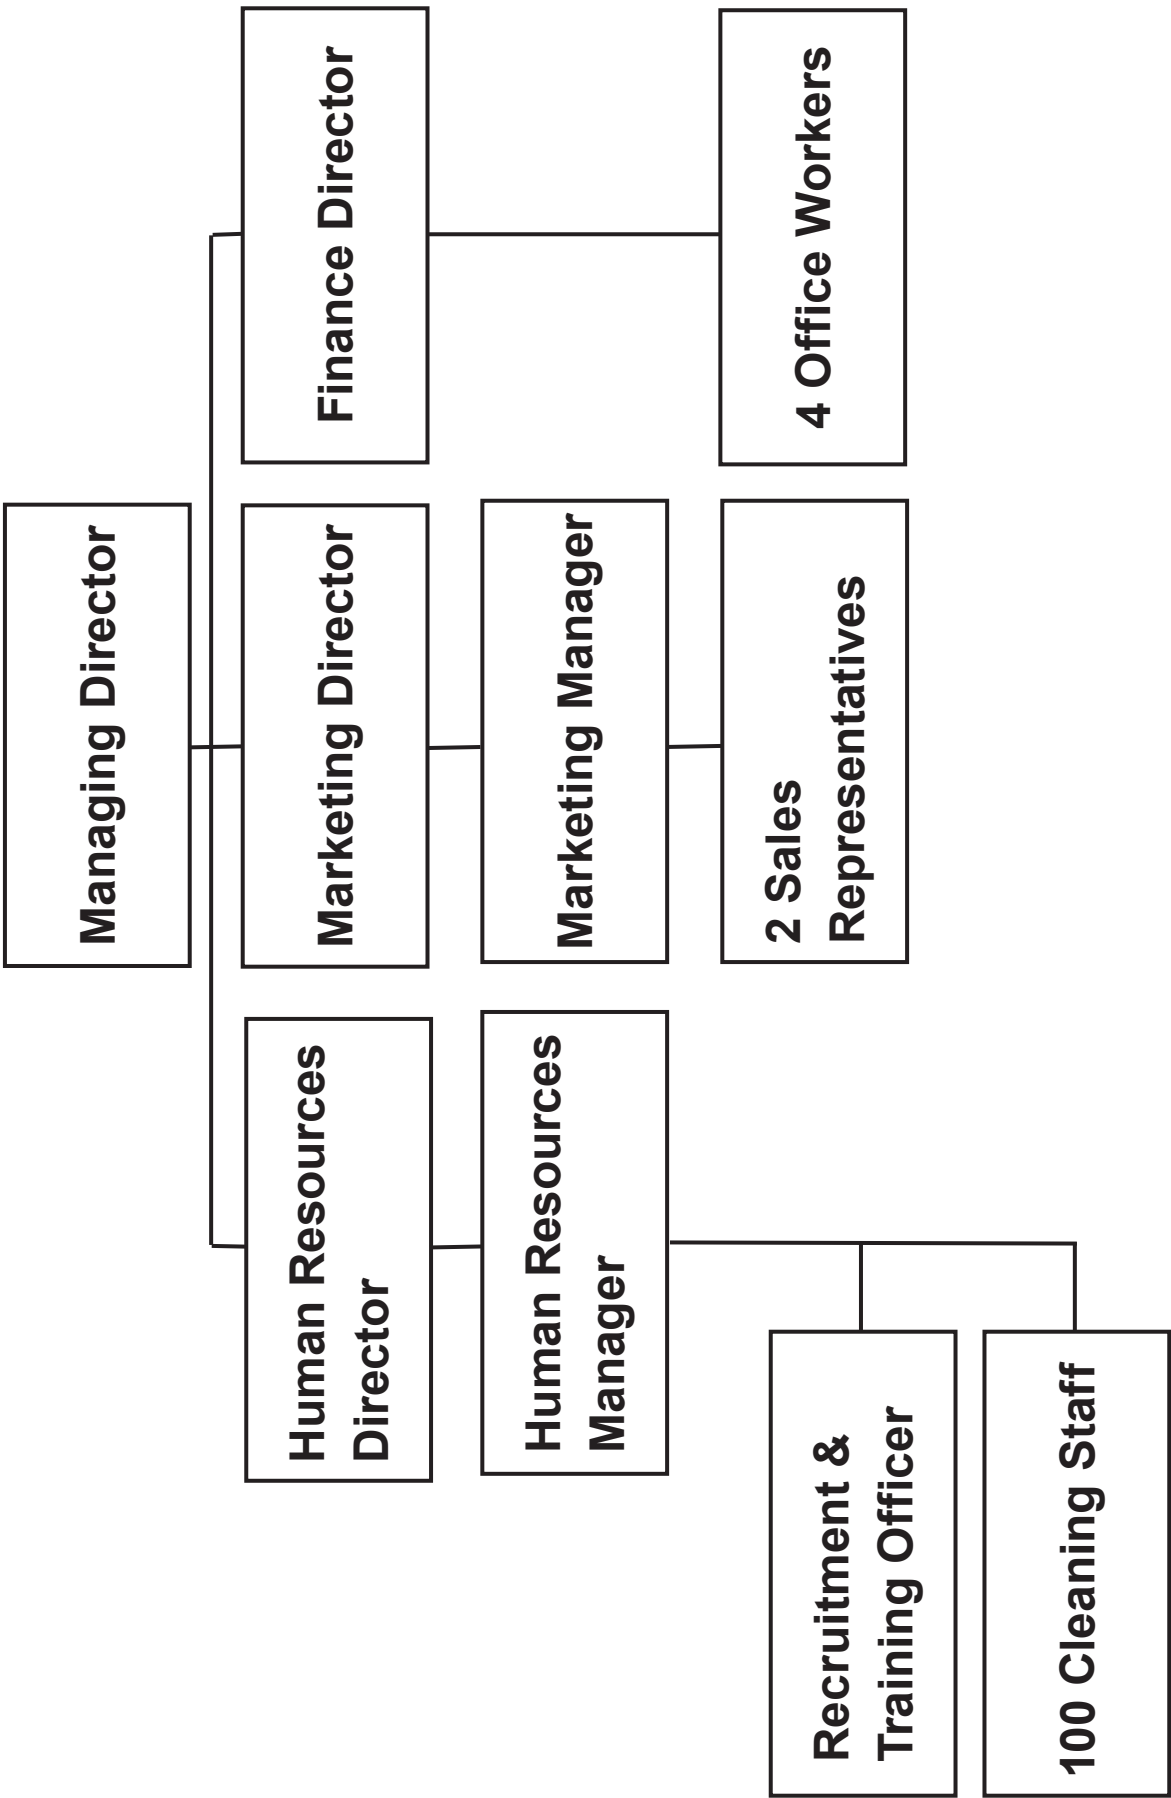 Managing Director
Human Resources
Director
Marketing Director
Finance Director
Human Resources
Manager
Marketing Manager
2 Sales
Representatives
4 Office Workers
Recruitment &
Training Officer
100 Cleaning Staff